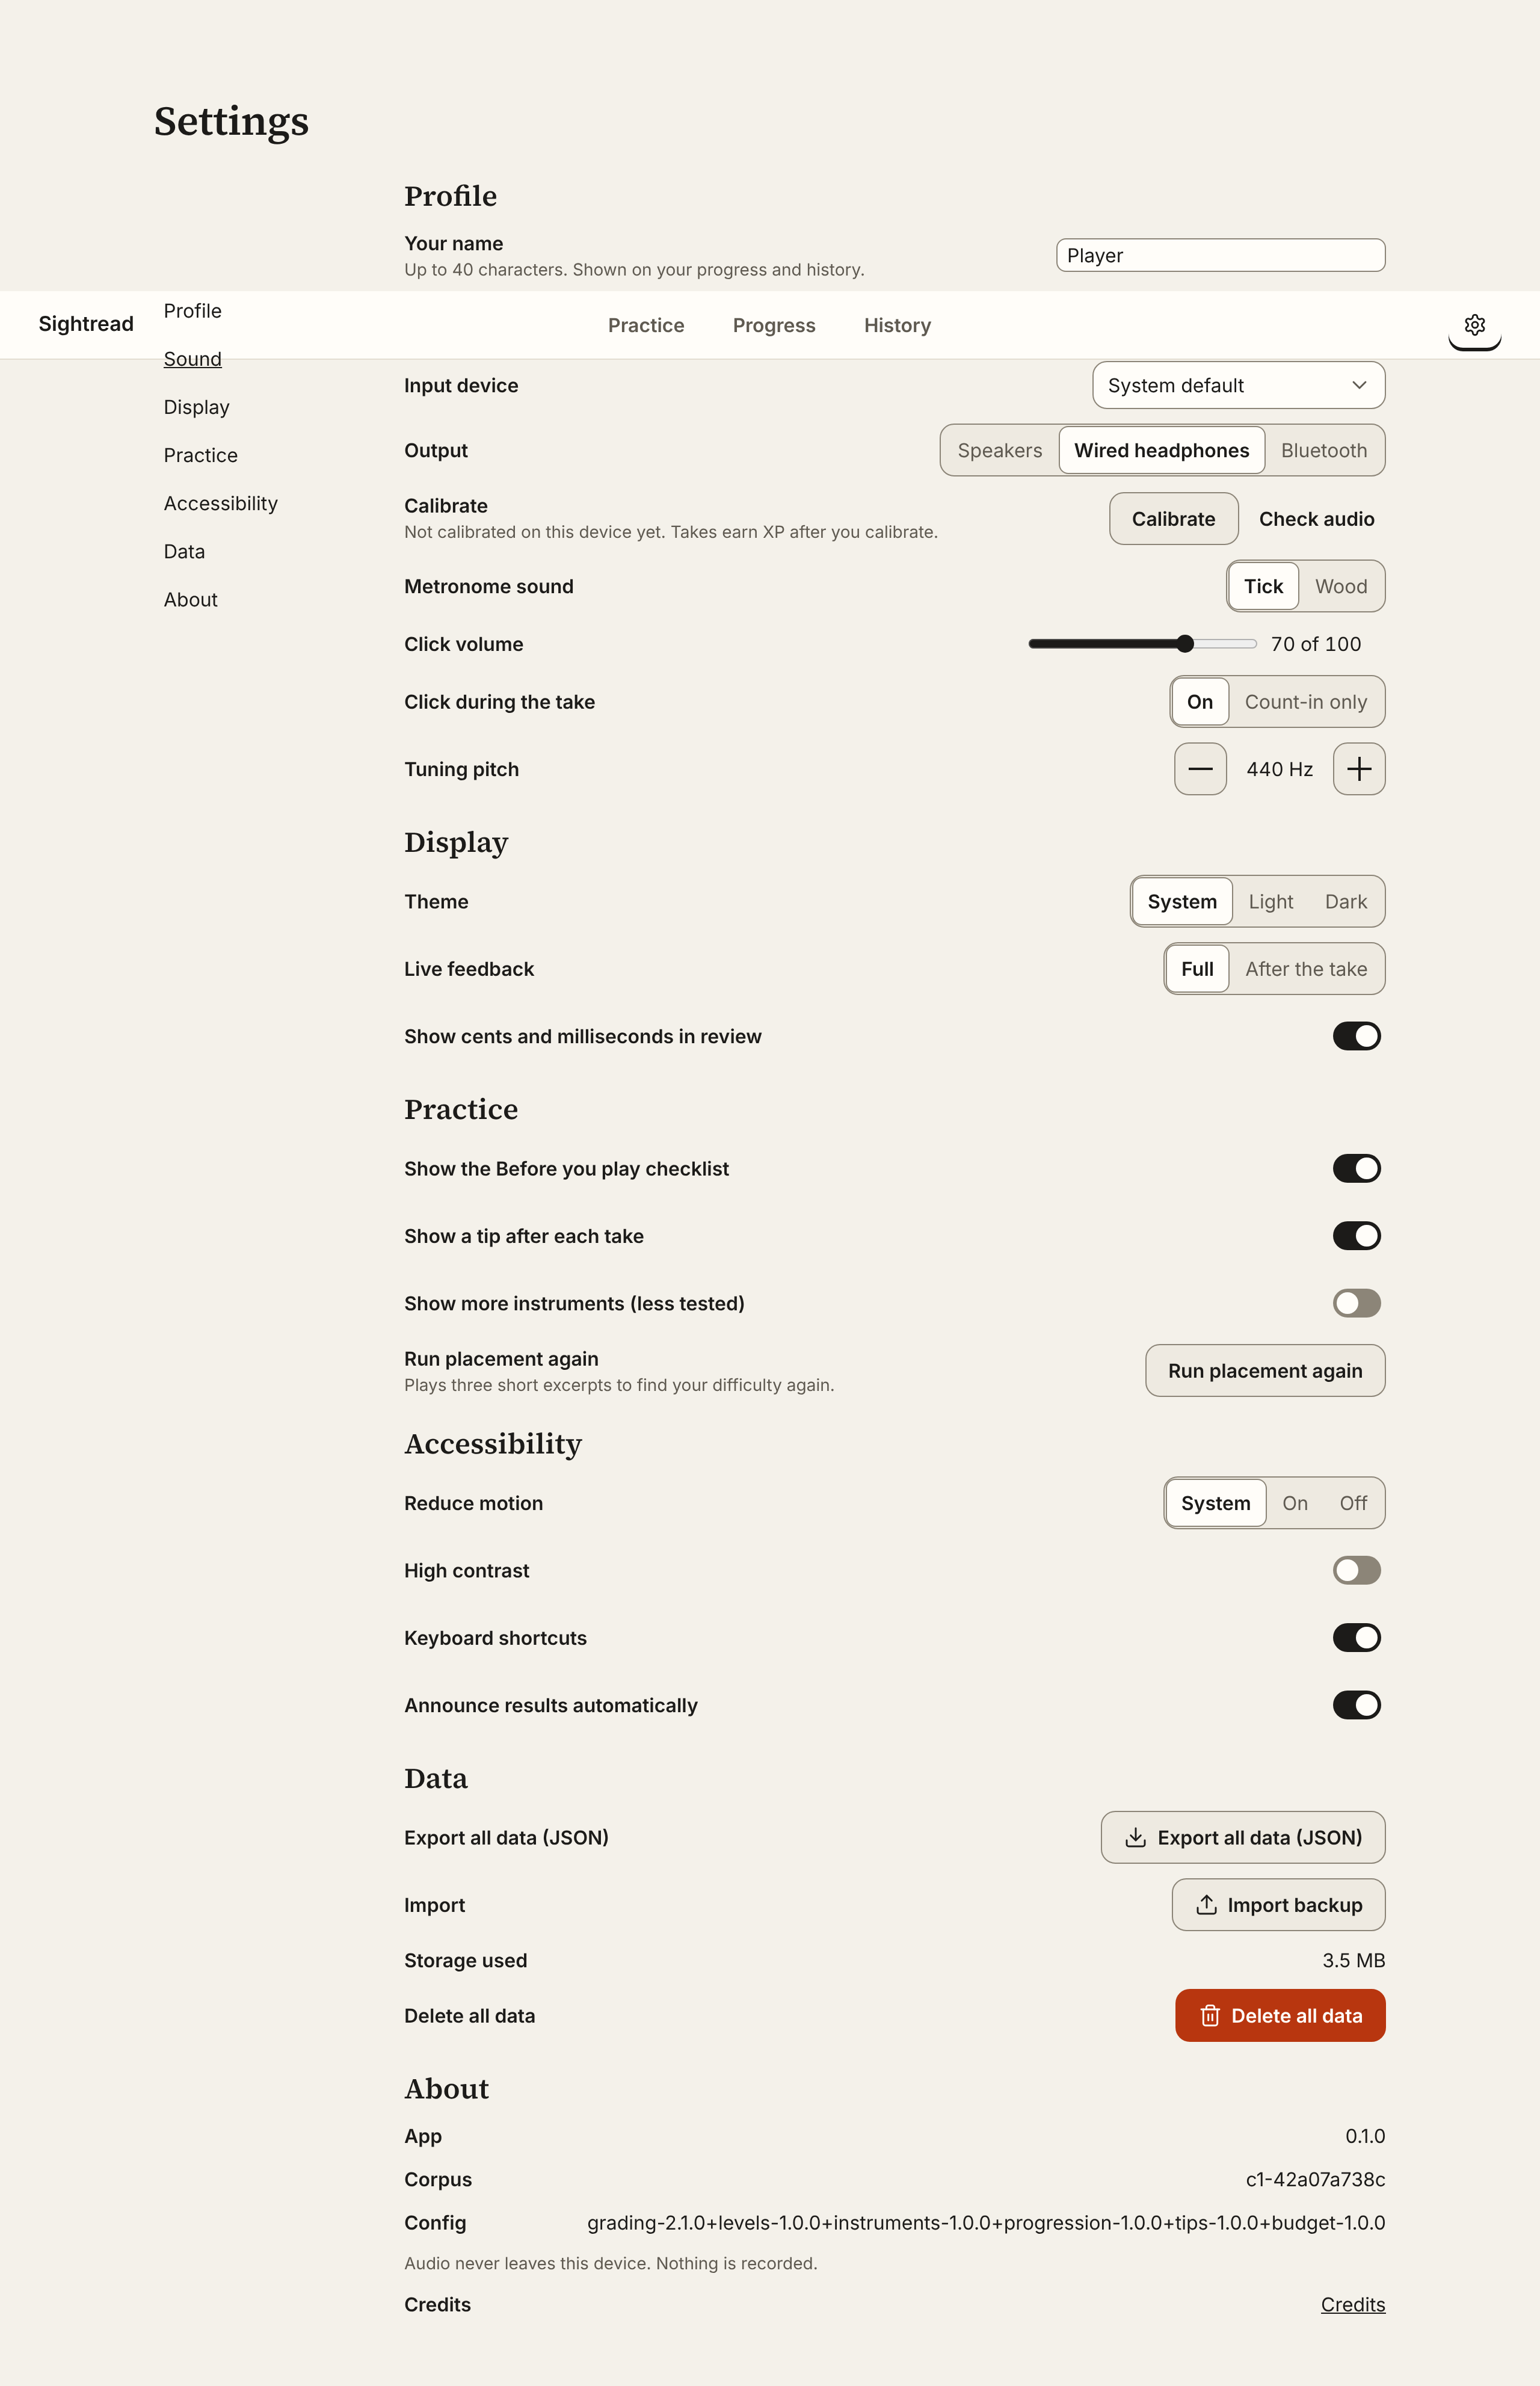 Settings
Profile
Your name
Up to 40 characters. Shown on your progress and history.
Player
Sightread
Practice
Progress
History
Profile
Sound
Display
Practice
Accessibility
Data
About
Input device
System default
Output
Speakers
Wired headphones
Bluetooth
Calibrate
Not calibrated on this device yet. Takes earn XP after you calibrate.
Calibrate
Check audio
Metronome sound
Tick
Wood
Click volume
70 of 100
Click during the take
On
Count-in only
Tuning pitch
440 Hz
Display
Theme
System
Light
Dark
Live feedback
Full
After the take
Show cents and milliseconds in review
Practice
Show the Before you play checklist
Show a tip after each take
Show more instruments (less tested)
Run placement again
Plays three short excerpts to find your difficulty again.
Run placement again
Accessibility
Reduce motion
System
On
Off
High contrast
Keyboard shortcuts
Announce results automatically
Data
Export all data (JSON)
Export all data (JSON)
Import
Import backup
Storage used
3.5 MB
Delete all data
Delete all data
About
App
0.1.0
Corpus
c1-42a07a738c
Config
grading-2.1.0+levels-1.0.0+instruments-1.0.0+progression-1.0.0+tips-1.0.0+budget-1.0.0
Audio never leaves this device. Nothing is recorded.
Credits
Credits